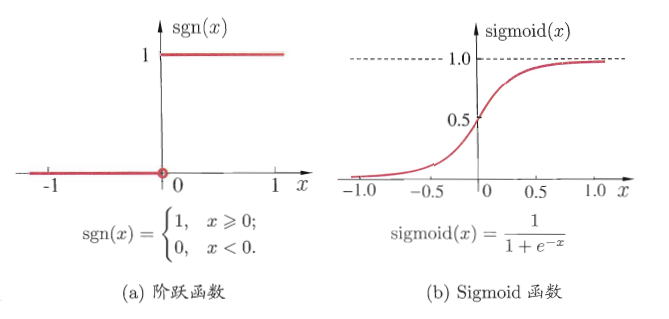 sgn(x)
1
-1
0
1
x
sgn(x) = {1, x ⩾ 0;
0, x < 0.
(a) 阶跃函数
sigmoid(x)
1.0
0.5
−1.0
−0.5
0
0.5
1.0
x
sigmoid(x) = 1 / (1 + e^{−x})
(b) Sigmoid 函数